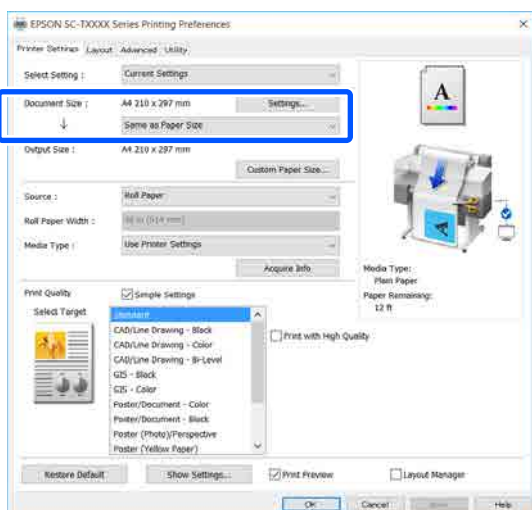 EPSON SC-TXXXX Series Printing Preferences
Printer Settings Layout Advanced Utility
Select Setting : Current Settings
Document Size : A4 210 x 297 mm Settings...
Same as Paper Size
Output Size : A4 210 x 297 mm
Custom Paper Size...
Source : Roll Paper
Roll Paper Width :
Media Type : Use Printer Settings
Acquire Info
A
Media Type:
Plain Paper
Paper Remaining:
12 ft
Print Quality Simple Settings
Select Target
Standard
CAD/Line Drawing - Black
CAD/Line Drawing - Color
CAD/Line Drawing - Bi-Level
GIS - Black
GIS - Color
Poster/Document - Color
Poster/Document - Black
Poster (Photo)/Perspective
Poster (Yellow Paper)
Print with High Quality
Restore Default Show Settings... Print Preview Layout Manager
OK Cancel Help